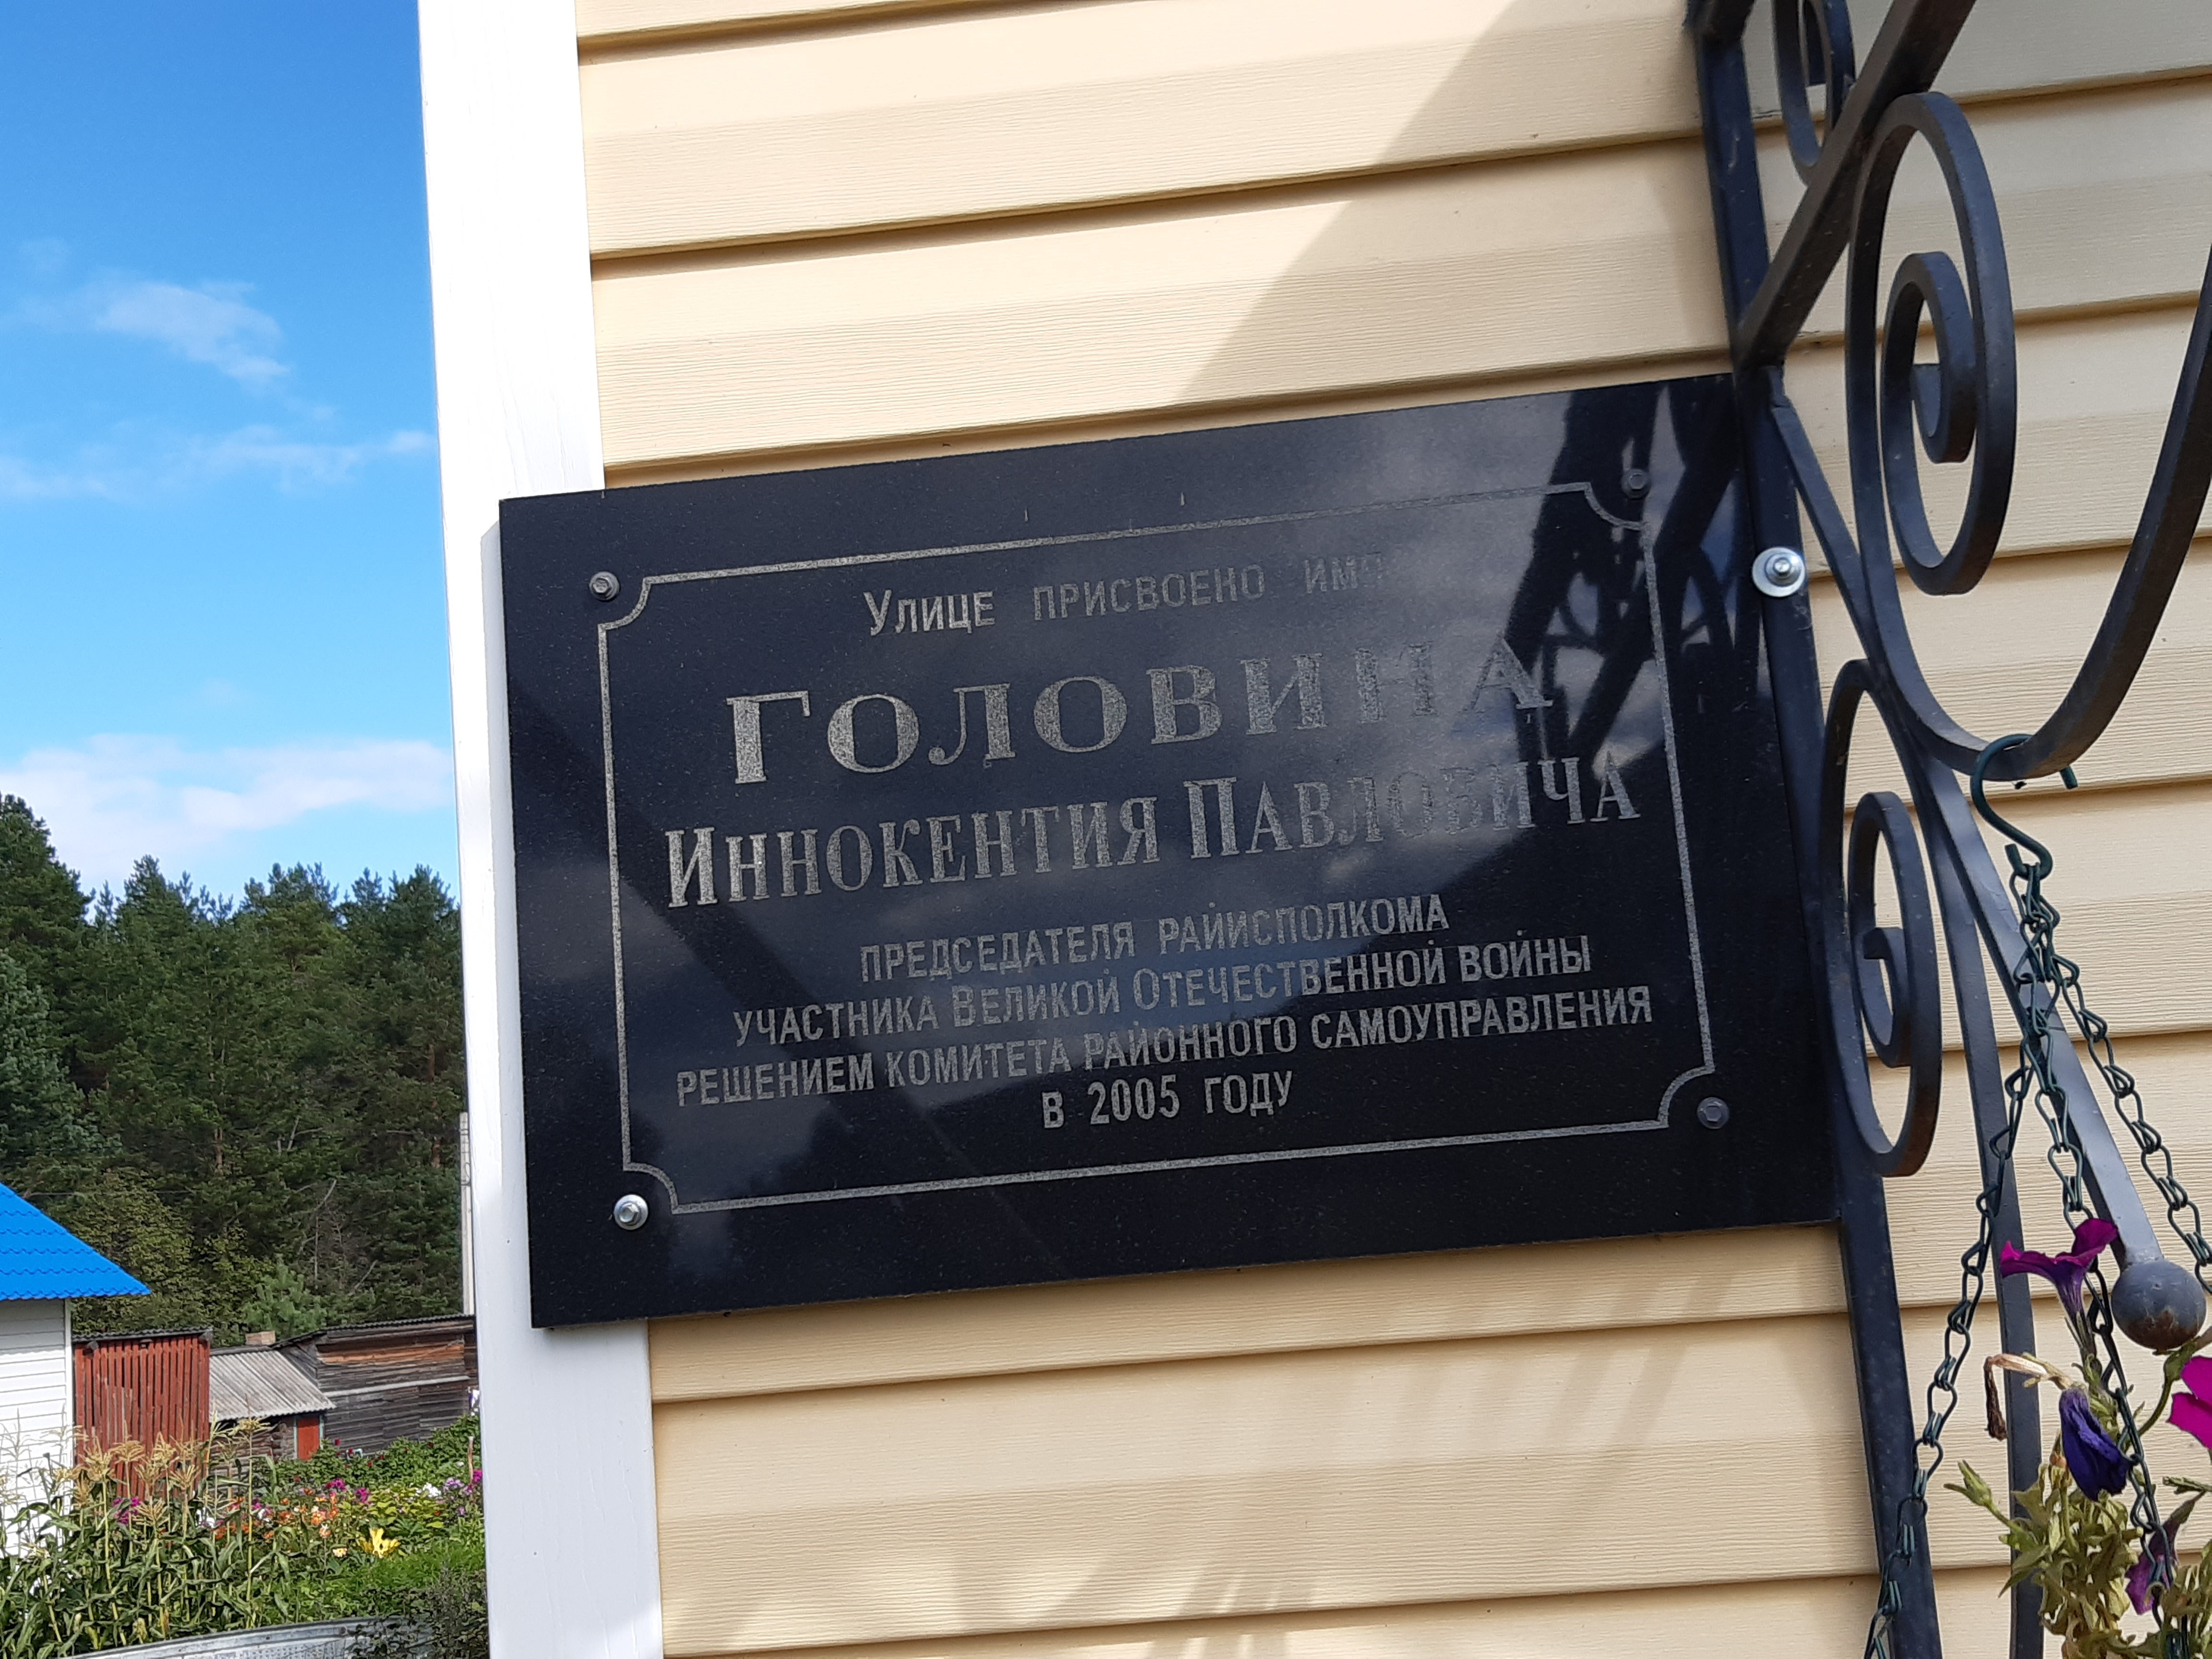 Улице присвоено имя
ГОЛОВИНА
Иннокентия Павловича
председателя райисполкома
участника Великой Отечественной войны
решением комитета районного самоуправления
в 2005 году